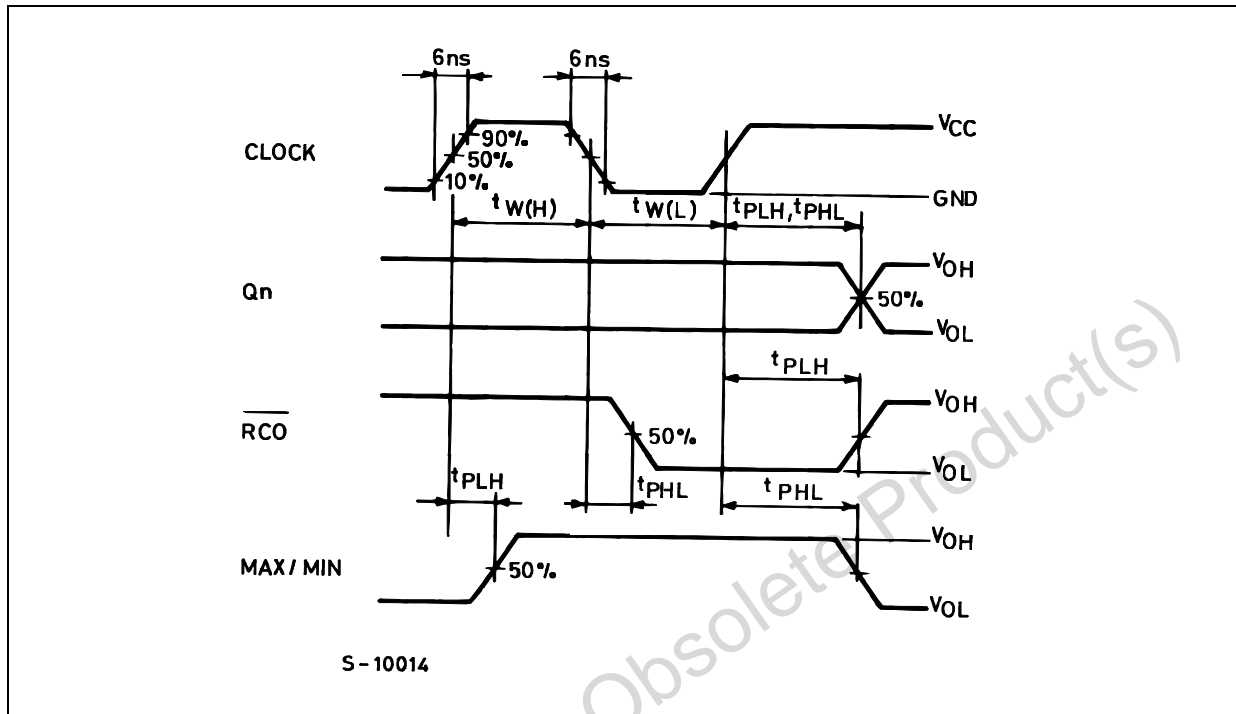 6ns 6ns
CLOCK
90%
50%
10%
VCC
GND
tW(H) tW(L) tPLH,tPHL
Qn
VOH
50%
VOL
tPLH
RCO
VOH
50%
VOL
tPLH tPHL tPHL
MAX/MIN
VOH
50%
VOL
S-10014
Obsolete Product(s)